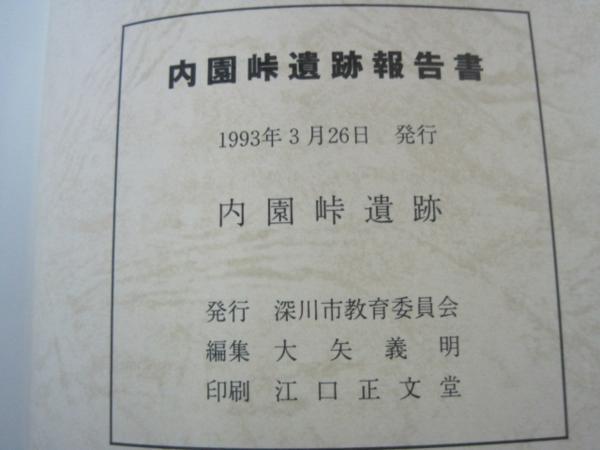 内園峠遺跡報告書
1993年3月26日 発行
内園峠遺跡
発行 深川市教育委員会
編集 大矢義明
印刷 江口正文堂